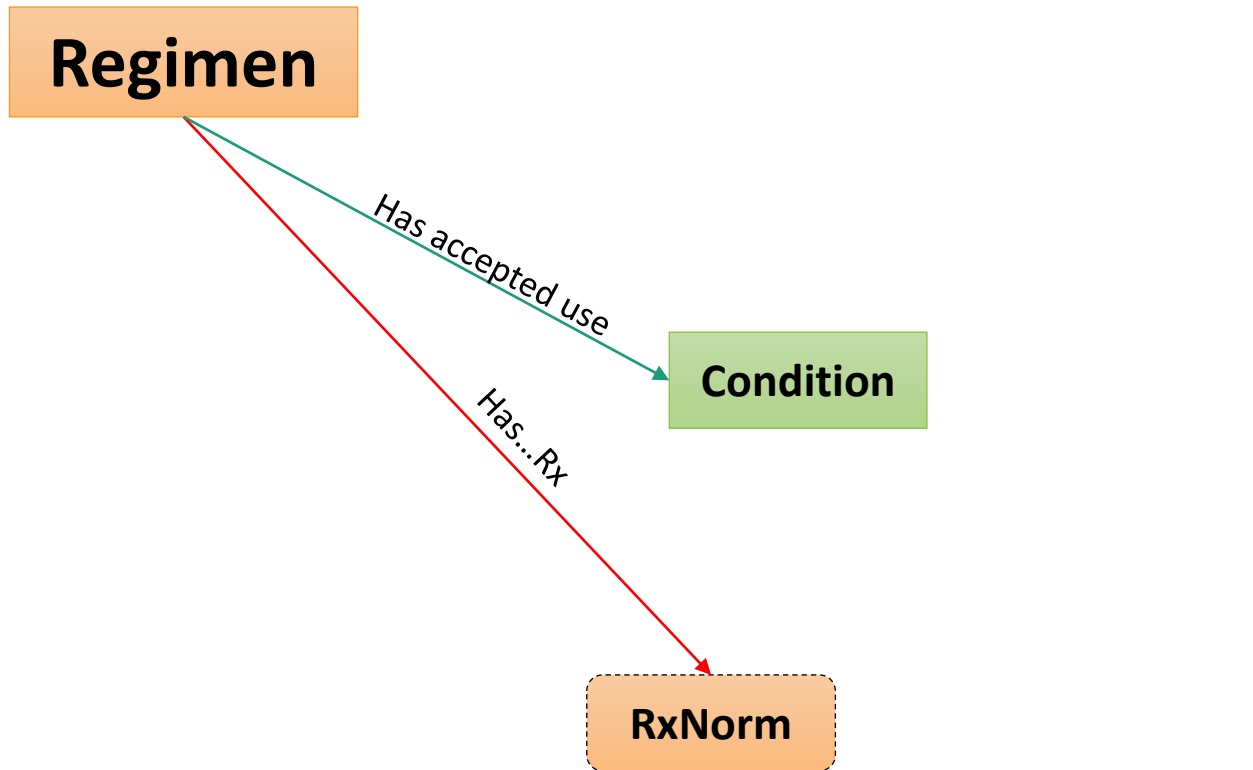 Regimen
Has accepted use
Condition
Has...Rx
RxNorm